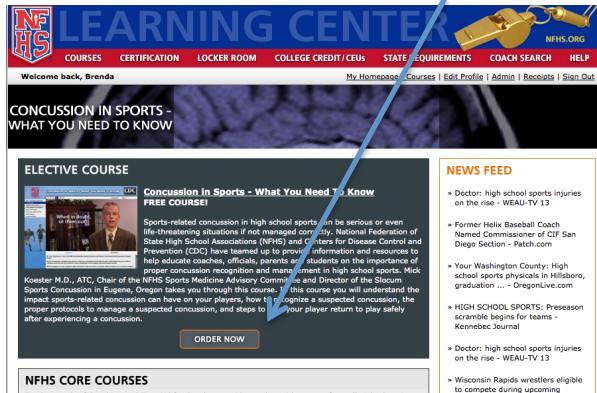 NFHS
LEARNING CENTER
NFHS.ORG
COURSES CERTIFICATION LOCKER ROOM COLLEGE CREDIT/CEUs STATE REQUIREMENTS COACH SEARCH HELP
Welcome back, Brenda
My Homepage | Courses | Edit Profile | Admin | Receipts | Sign Out
CONCUSSION IN SPORTS -
WHAT YOU NEED TO KNOW
ELECTIVE COURSE
CDC
When in doubt,
sit them out!
Concussion in Sports - What You Need To Know
FREE COURSE!
Sports-related concussion in high school sports can be serious or even
life-threatening situations if not managed correctly. National Federation of
State High School Associations (NFHS) and Centers for Disease Control and
Prevention (CDC) have teamed up to provide information and resources to
help educate coaches, officials, parents and students on the importance of
proper concussion recognition and management in high school sports. Mick
Koester M.D., ATC, Chair of the NFHS Sports Medicine Advisory Committee and Director of the Slocum
Sports Concussion in Eugene, Oregon takes you through this course. In this course you will understand the
impact sports-related concussion can have on your players, how to recognize a suspected concussion, the
proper protocols to manage a suspected concussion, and steps to your player return to play safely
after experiencing a concussion.
ORDER NOW
NFHS CORE COURSES
NEWS FEED
» Doctor: high school sports injuries
on the rise - WEAU-TV 13
» Former Helix Baseball Coach
Named Commissioner of CIF San
Diego Section - Patch.com
» Your Washington County: High
school sports physicals in Hillsboro,
graduation ... - OregonLive.com
» HIGH SCHOOL SPORTS: Preseason
scramble begins for teams -
Kennebec Journal
» Doctor: high school sports injuries
on the rise - WEAU-TV 13
» Wisconsin Rapids wrestlers eligible
to compete during upcoming